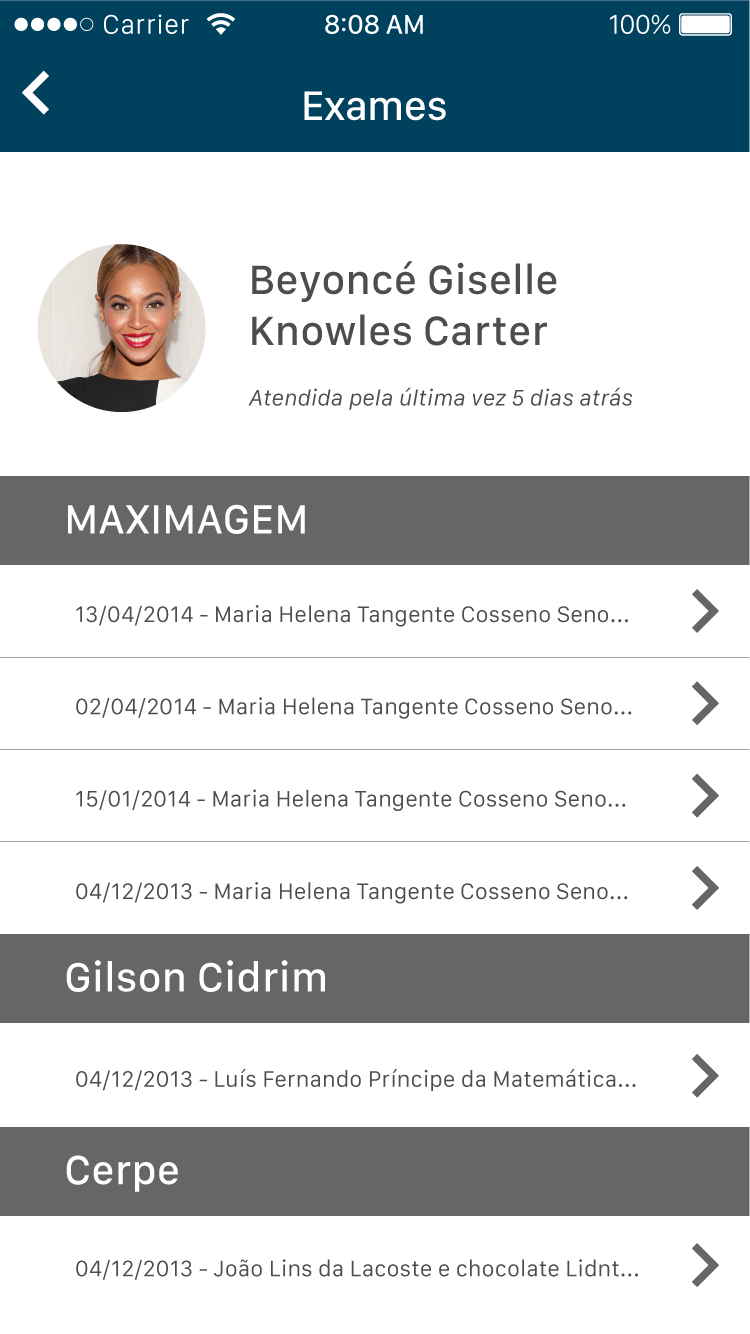 Carrier 8:08 AM 100%
Exames
Beyoncé Giselle
Knowles Carter
Atendida pela última vez 5 dias atrás
MAXIMAGEM
13/04/2014 - Maria Helena Tangente Cosseno Seno...
02/04/2014 - Maria Helena Tangente Cosseno Seno...
15/01/2014 - Maria Helena Tangente Cosseno Seno...
04/12/2013 - Maria Helena Tangente Cosseno Seno...
Gilson Cidrim
04/12/2013 - Luís Fernando Príncipe da Matemática...
Cerpe
04/12/2013 - João Lins da Lacoste e chocolate Lidnt...